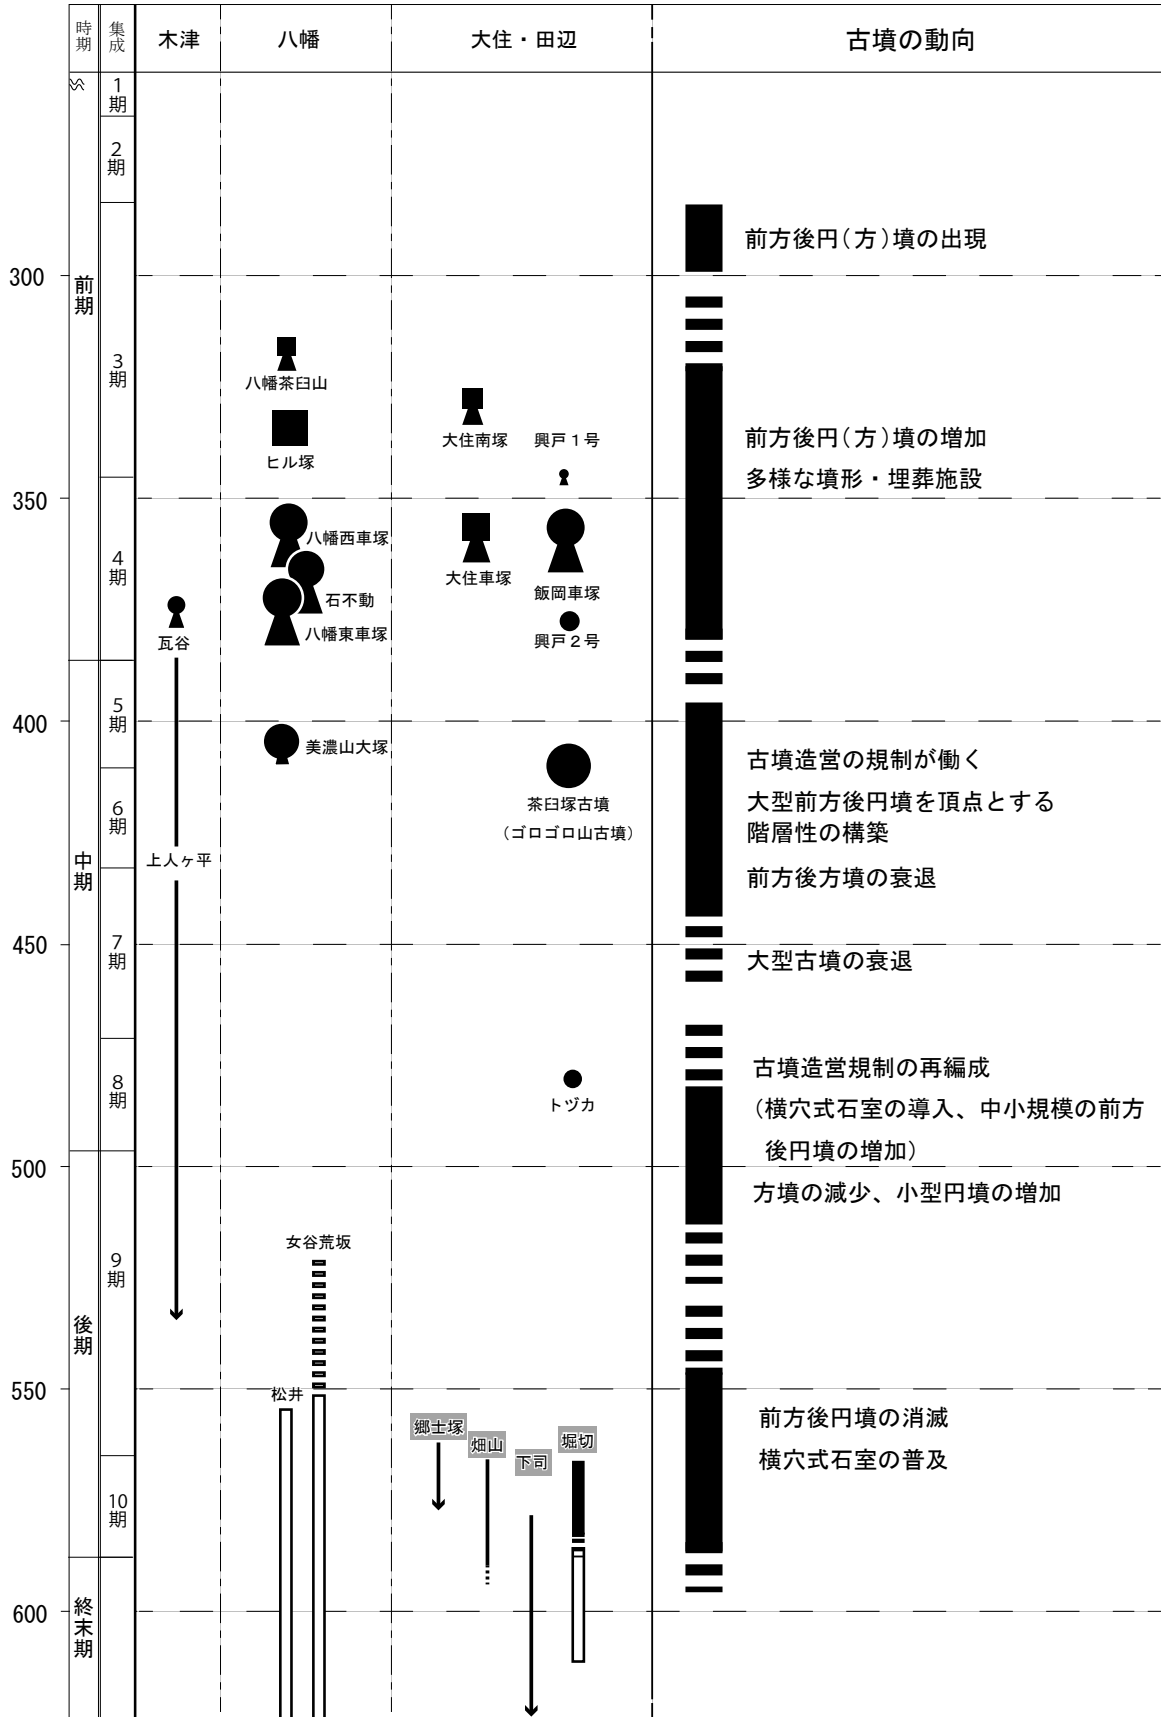 時期
集成
木津
八幡
大住・田辺
古墳の動向
1期
2期
前方後円(方)墳の出現
300
前期
3期
八幡茶臼山
大住南塚
興戸１号
前方後円(方)墳の増加
ヒル塚
多様な墳形・埋葬施設
350
八幡西車塚
4期
大住車塚
飯岡車塚
石不動
八幡東車塚
興戸２号
瓦谷
5期
400
美濃山大塚
古墳造営の規制が働く
茶臼塚古墳
(ゴロゴロ山古墳)
大型前方後円墳を頂点とする
階層性の構築
6期
中期
上人ヶ平
前方後方墳の衰退
450
7期
大型古墳の衰退
古墳造営規制の再編成
8期
トヅカ
(横穴式石室の導入、中小規模の前方
後円墳の増加)
500
方墳の減少、小型円墳の増加
女谷荒坂
9期
後期
550
松井
郷士塚
畑山
下司
堀切
前方後円墳の消滅
横穴式石室の普及
10期
600
終末期